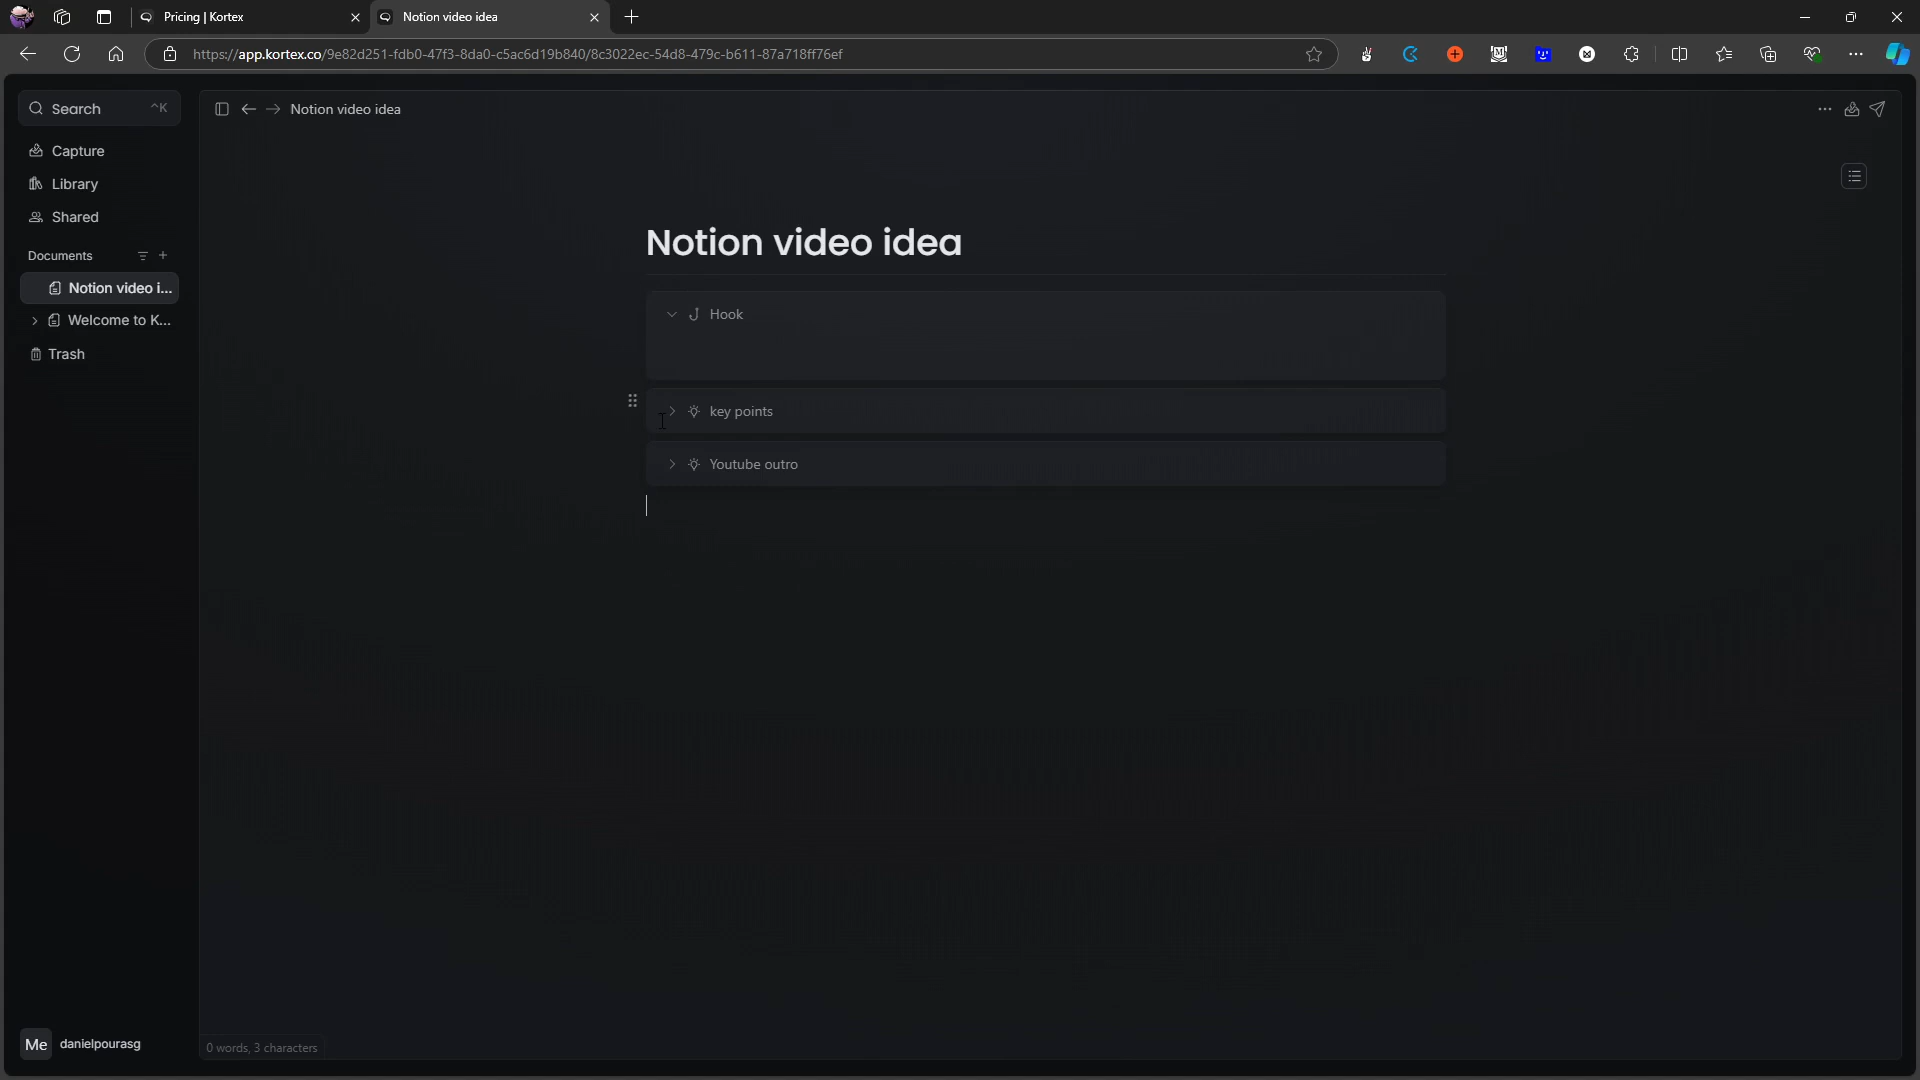 Pricing | Kortex
Notion video idea
https://app.kortex.co/9e82d251-fdb0-47f3-8da0-c5ac6d19b840/8c3022ec-54d8-479c-b611-87a718ff76ef
Search ^K
Capture
Library
Shared
Documents
Notion video i...
Welcome to K...
Trash
Notion video idea
Notion video idea
Hook
key points
Youtube outro
Me danielpourasg
0 words, 3 characters